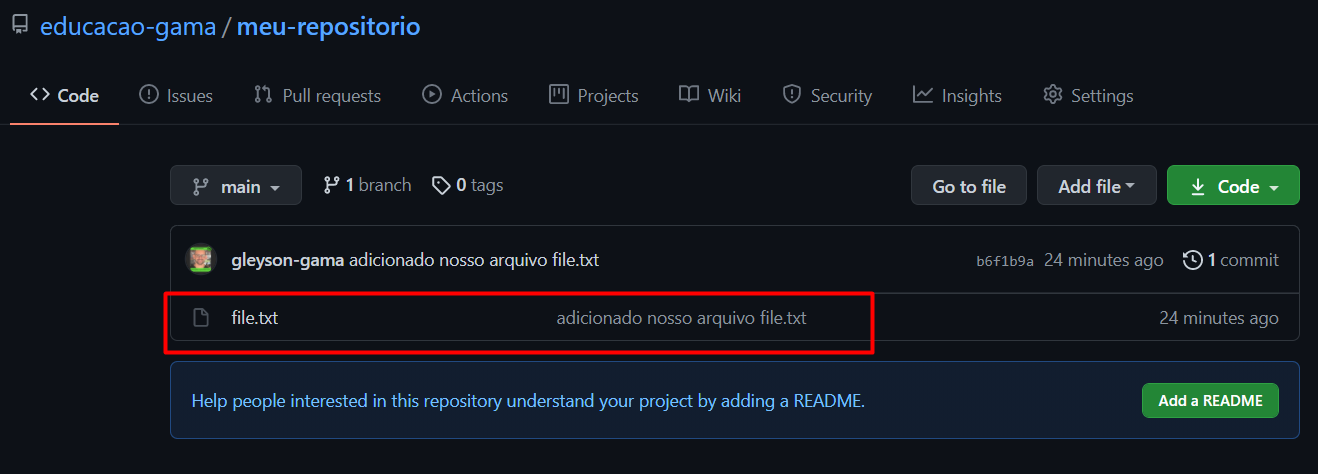 educacao-gama / meu-repositorio
Code Issues Pull requests Actions Projects Wiki Security Insights Settings
main 1 branch 0 tags Go to file Add file Code
gleyson-gama adicionado nosso arquivo file.txt b6f1b9a 24 minutes ago 1 commit
file.txt adicionado nosso arquivo file.txt 24 minutes ago
Help people interested in this repository understand your project by adding a README. Add a README